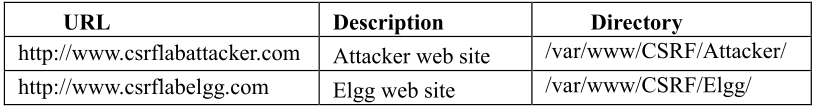 URL Description Directory
http://www.csrflabattacker.com Attacker web site /var/www/CSRF/Attacker/
http://www.csrflabelgg.com Elgg web site /var/www/CSRF/Elgg/